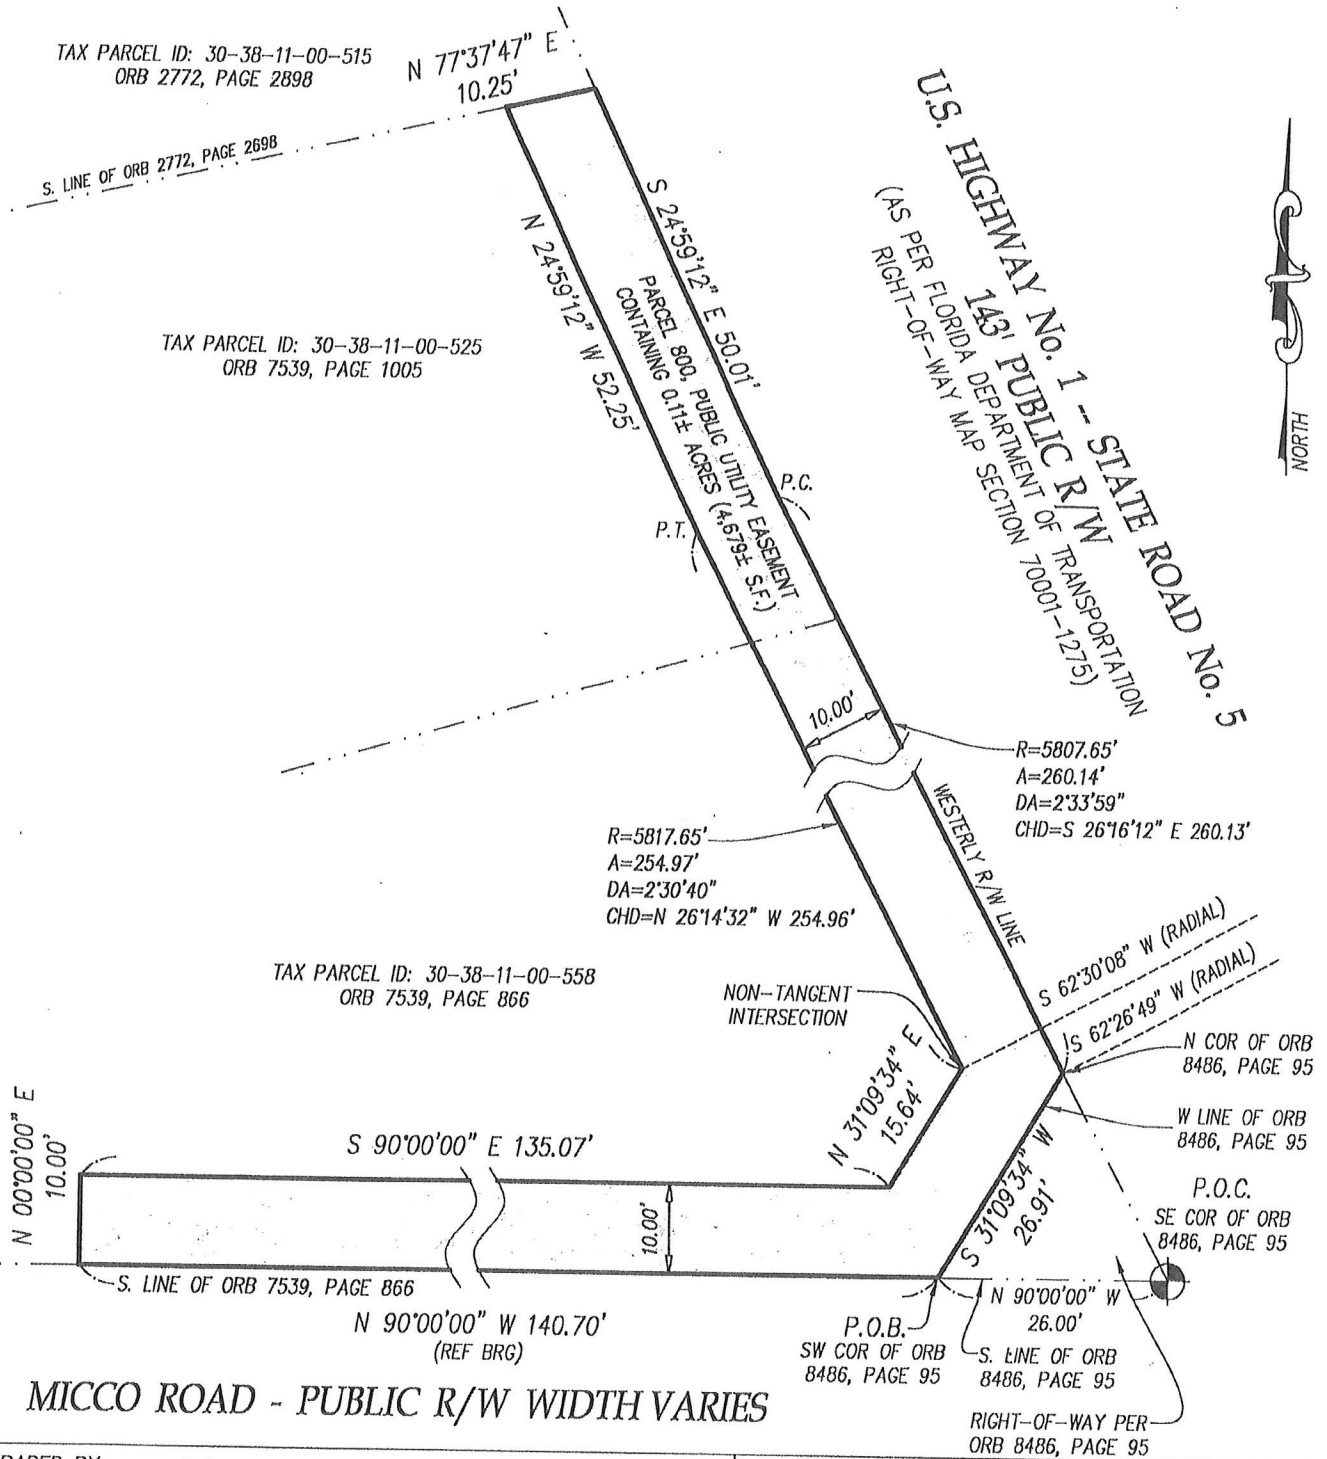 TAX PARCEL ID: 30-38-11-00-515
ORB 2772, PAGE 2898
N 77°37'47" E
10.25'
S. LINE OF ORB 2772, PAGE 2698
U.S. HIGHWAY No. 1 -- STATE ROAD No. 5
143' PUBLIC R/W
(AS PER FLORIDA DEPARTMENT OF TRANSPORTATION
RIGHT-OF-WAY MAP SECTION 70001-1275)
NORTH
S 24°59'12" E 50.01'
N 24°59'12" W 52.25'
PARCEL 800, PUBLIC UTILITY EASEMENT
CONTAINING 0.11± ACRES (4,679± S.F.)
TAX PARCEL ID: 30-38-11-00-525
ORB 7539, PAGE 1005
P.C.
P.T.
10.00'
R=5807.65'
A=260.14'
DA=2°33'59"
CHD=S 26°16'12" E 260.13'
R=5817.65'
A=254.97'
DA=2°30'40"
CHD=N 26°14'32" W 254.96'
WESTERLY R/W LINE
S 62°30'08" W (RADIAL)
S 62°26'49" W (RADIAL)
TAX PARCEL ID: 30-38-11-00-558
ORB 7539, PAGE 866
NON-TANGENT
INTERSECTION
N COR OF ORB
8486, PAGE 95
W LINE OF ORB
8486, PAGE 95
N 31°09'34" E
15.64'
S 31°09'34" W
26.91'
P.O.C.
SE COR OF ORB
8486, PAGE 95
N 00°00'00" E
10.00'
S 90°00'00" E 135.07'
10.00'
S. LINE OF ORB 7539, PAGE 866
N 90°00'00" W 140.70'
(REF BRG)
N 90°00'00" W
26.00'
P.O.B.
SW COR OF ORB
8486, PAGE 95
S. LINE OF ORB
8486, PAGE 95
RIGHT-OF-WAY PER
ORB 8486, PAGE 95
MICCO ROAD - PUBLIC R/W WIDTH VARIES